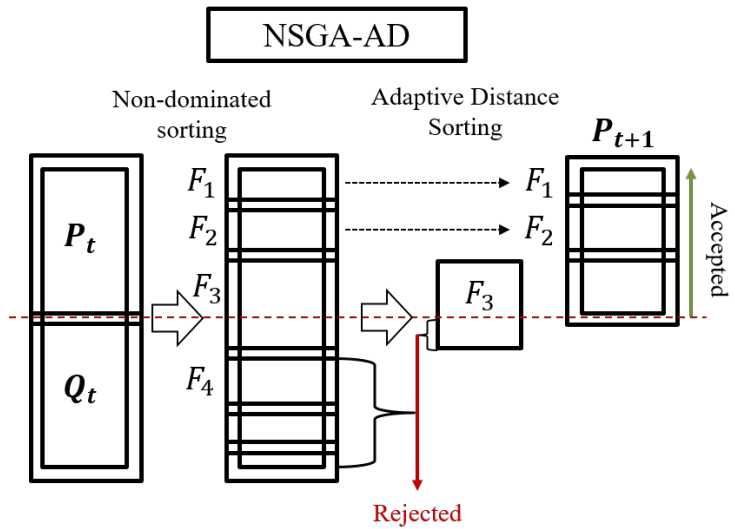 NSGA-AD
Non-dominated
sorting
Adaptive Distance
Sorting
P_{t+1}
F_1
F_1
F_2
F_2
P_t
F_3
F_3
Q_t
F_4
Accepted
Rejected